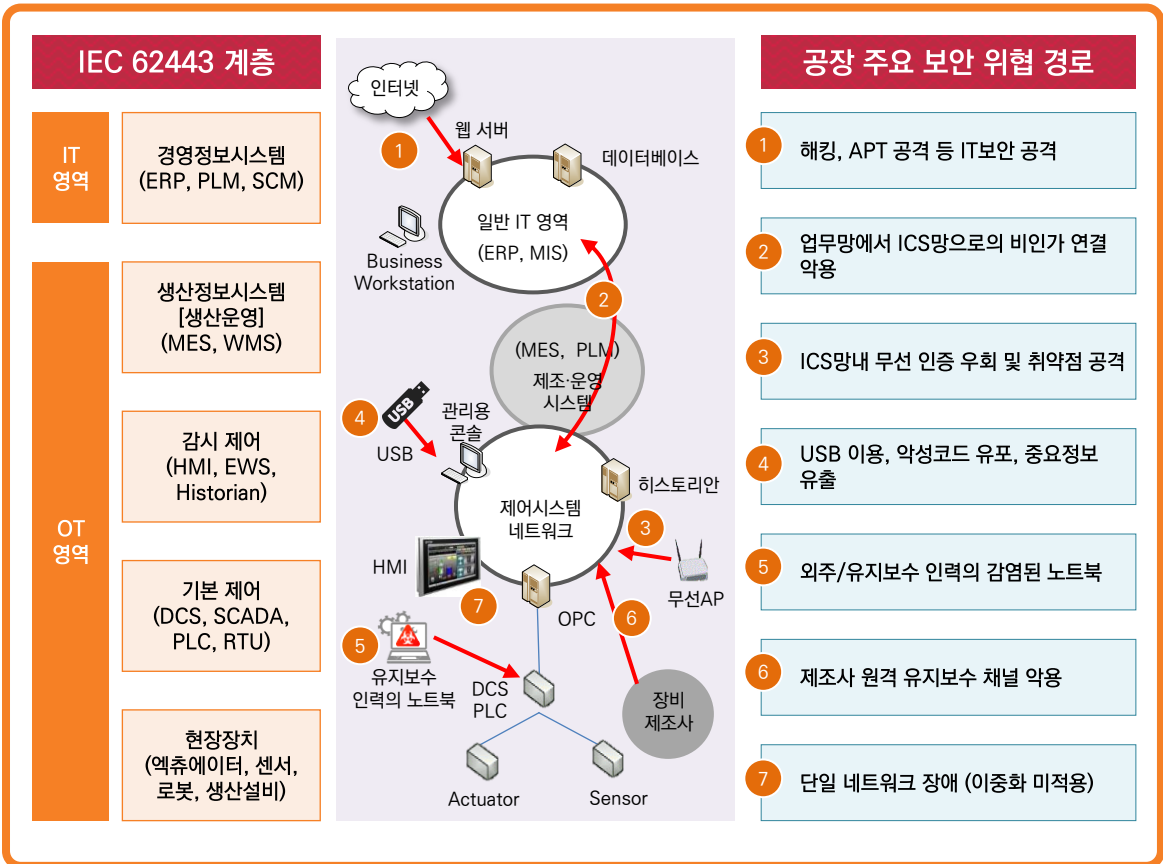 IEC 62443 계층
IT
영역
경영정보시스템
(ERP, PLM, SCM)
OT
영역
생산정보시스템
[생산운영]
(MES, WMS)
감시 제어
(HMI, EWS,
Historian)
기본 제어
(DCS, SCADA,
PLC, RTU)
현장장치
(엑츄에이터, 센서,
로봇, 생산설비)
인터넷
1
웹 서버
데이터베이스
일반 IT 영역
(ERP, MIS)
Business
Workstation
2
(MES, PLM)
제조·운영
시스템
4
USB
USB
관리용
콘솔
히스토리안
제어시스템
네트워크
3
HMI
무선AP
7
OPC
6
5
유지보수
인력의 노트북
DCS
PLC
장비
제조사
Actuator
Sensor
공장 주요 보안 위협 경로
1
해킹, APT 공격 등 IT보안 공격
2
업무망에서 ICS망으로의 비인가 연결
악용
3
ICS망내 무선 인증 우회 및 취약점 공격
4
USB 이용, 악성코드 유포, 중요정보
유출
5
외주/유지보수 인력의 감염된 노트북
6
제조사 원격 유지보수 채널 악용
7
단일 네트워크 장애 (이중화 미적용)